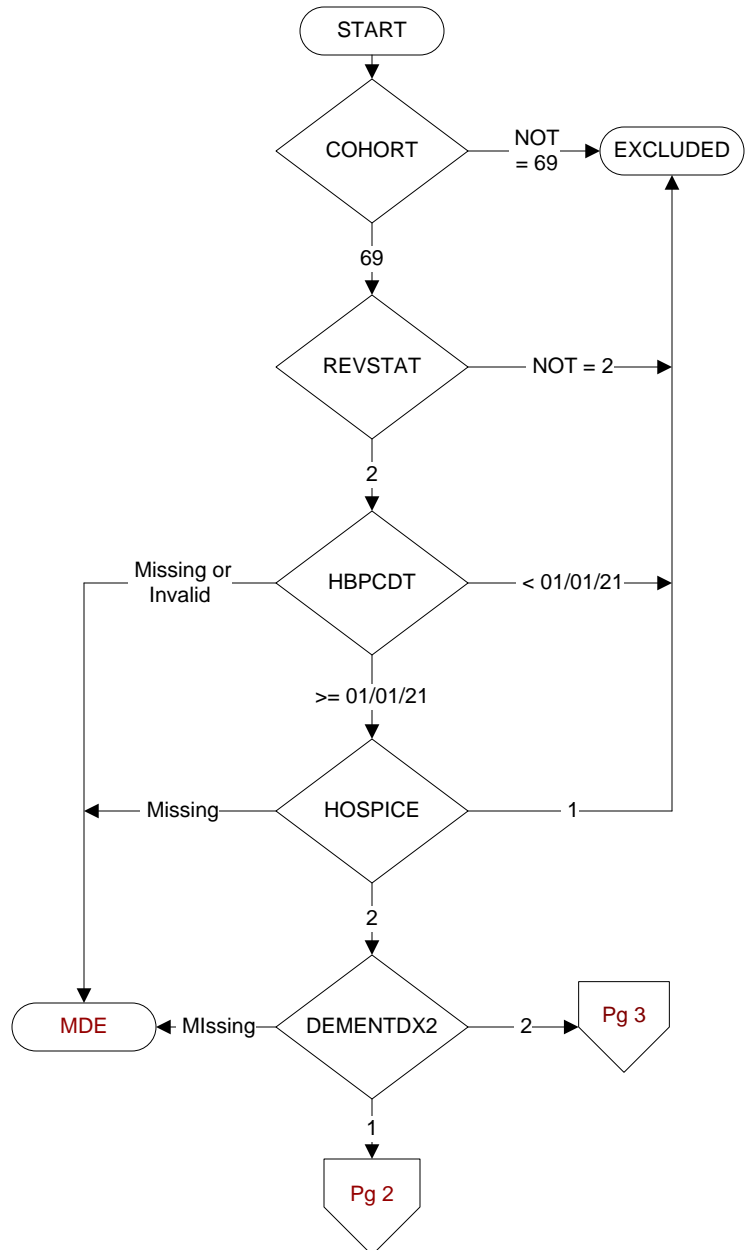 START
COHORT
NOT
= 69
EXCLUDED
69
REVSTAT
NOT = 2
2
Missing or
Invalid
HBPCDT
< 01/01/21
>= 01/01/21
Missing
HOSPICE
1
2
MDE
MIssing
DEMENTDX2
2
Pg 3
1
Pg 2